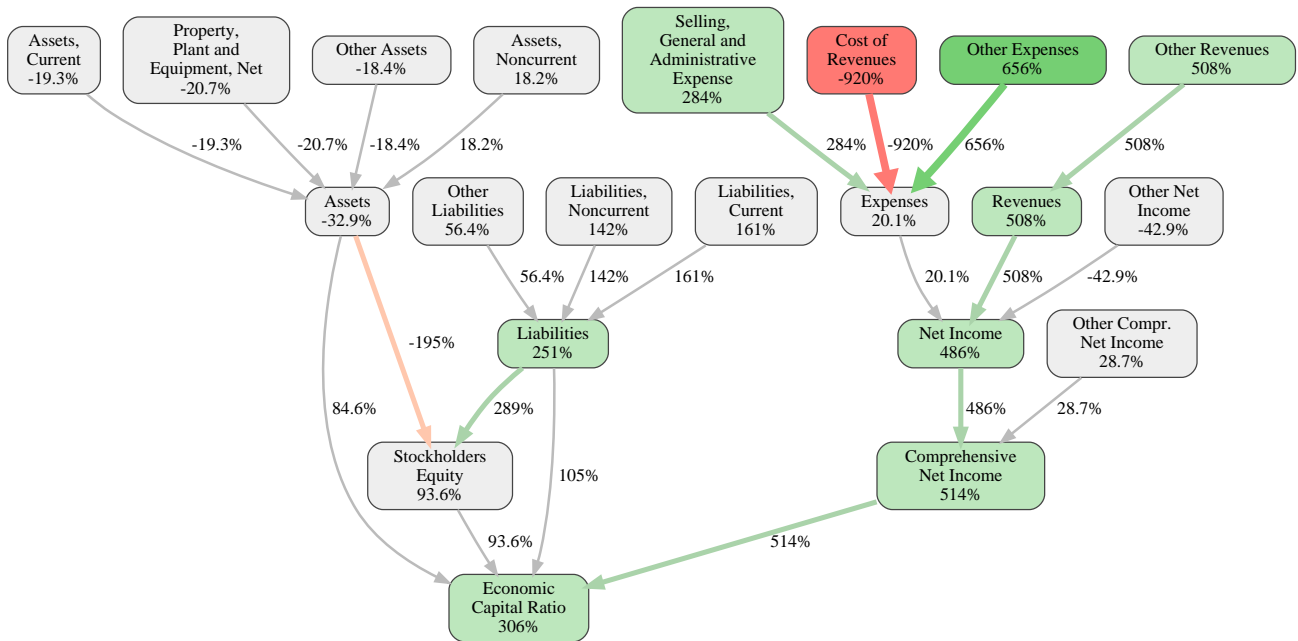 Assets,
Current
-19.3%
Property,
Plant and
Equipment, Net
-20.7%
Other Assets
-18.4%
Assets,
Noncurrent
18.2%
Selling,
General and
Administrative
Expense
284%
Cost of
Revenues
-920%
Other Expenses
656%
Other Revenues
508%
-19.3%
-20.7%
-18.4%
18.2%
284%
-920%
656%
508%
Assets
-32.9%
Other
Liabilities
56.4%
Liabilities,
Noncurrent
142%
Liabilities,
Current
161%
Expenses
20.1%
Revenues
508%
Other Net
Income
-42.9%
56.4%
142%
161%
20.1%
508%
-42.9%
-195%
Liabilities
251%
Net Income
486%
Other Compr.
Net Income
28.7%
84.6%
289%
105%
486%
28.7%
Stockholders
Equity
93.6%
Comprehensive
Net Income
514%
93.6%
514%
Economic
Capital Ratio
306%